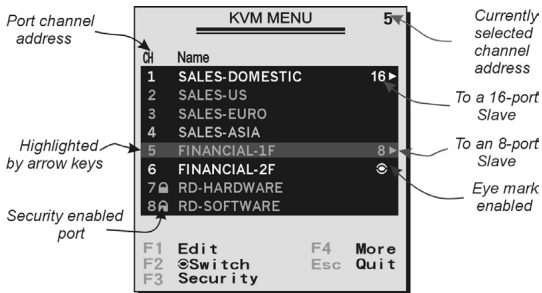 Port channel
address
KVM MENU
5
Currently
selected
channel
address
CH Name
1 SALES-DOMESTIC 16
2 SALES-US
3 SALES-EURO
4 SALES-ASIA
5 FINANCIAL-1F 8
6 FINANCIAL-2F
7 RD-HARDWARE
8 RD-SOFTWARE
Highlighted
by arrow keys
Security enabled
port
To a 16-port
Slave
To an 8-port
Slave
Eye mark
enabled
F1 Edit F4 More
F2 Switch Esc Quit
F3 Security